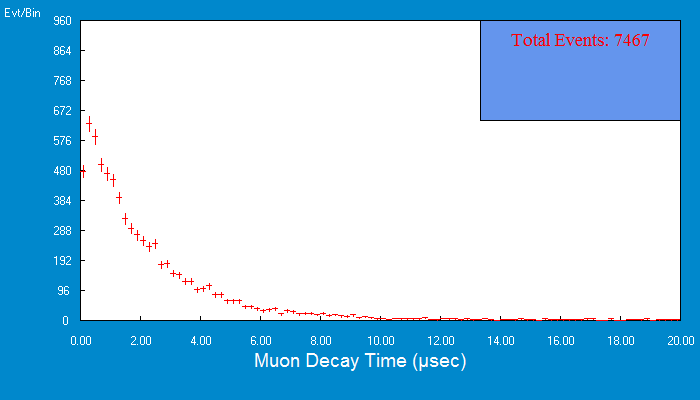 Evt/Bin
Total Events: 7467
960
864
768
672
576
480
384
288
192
96
0
0.00 2.00 4.00 6.00 8.00 10.00 12.00 14.00 16.00 18.00 20.00
Muon Decay Time (µsec)